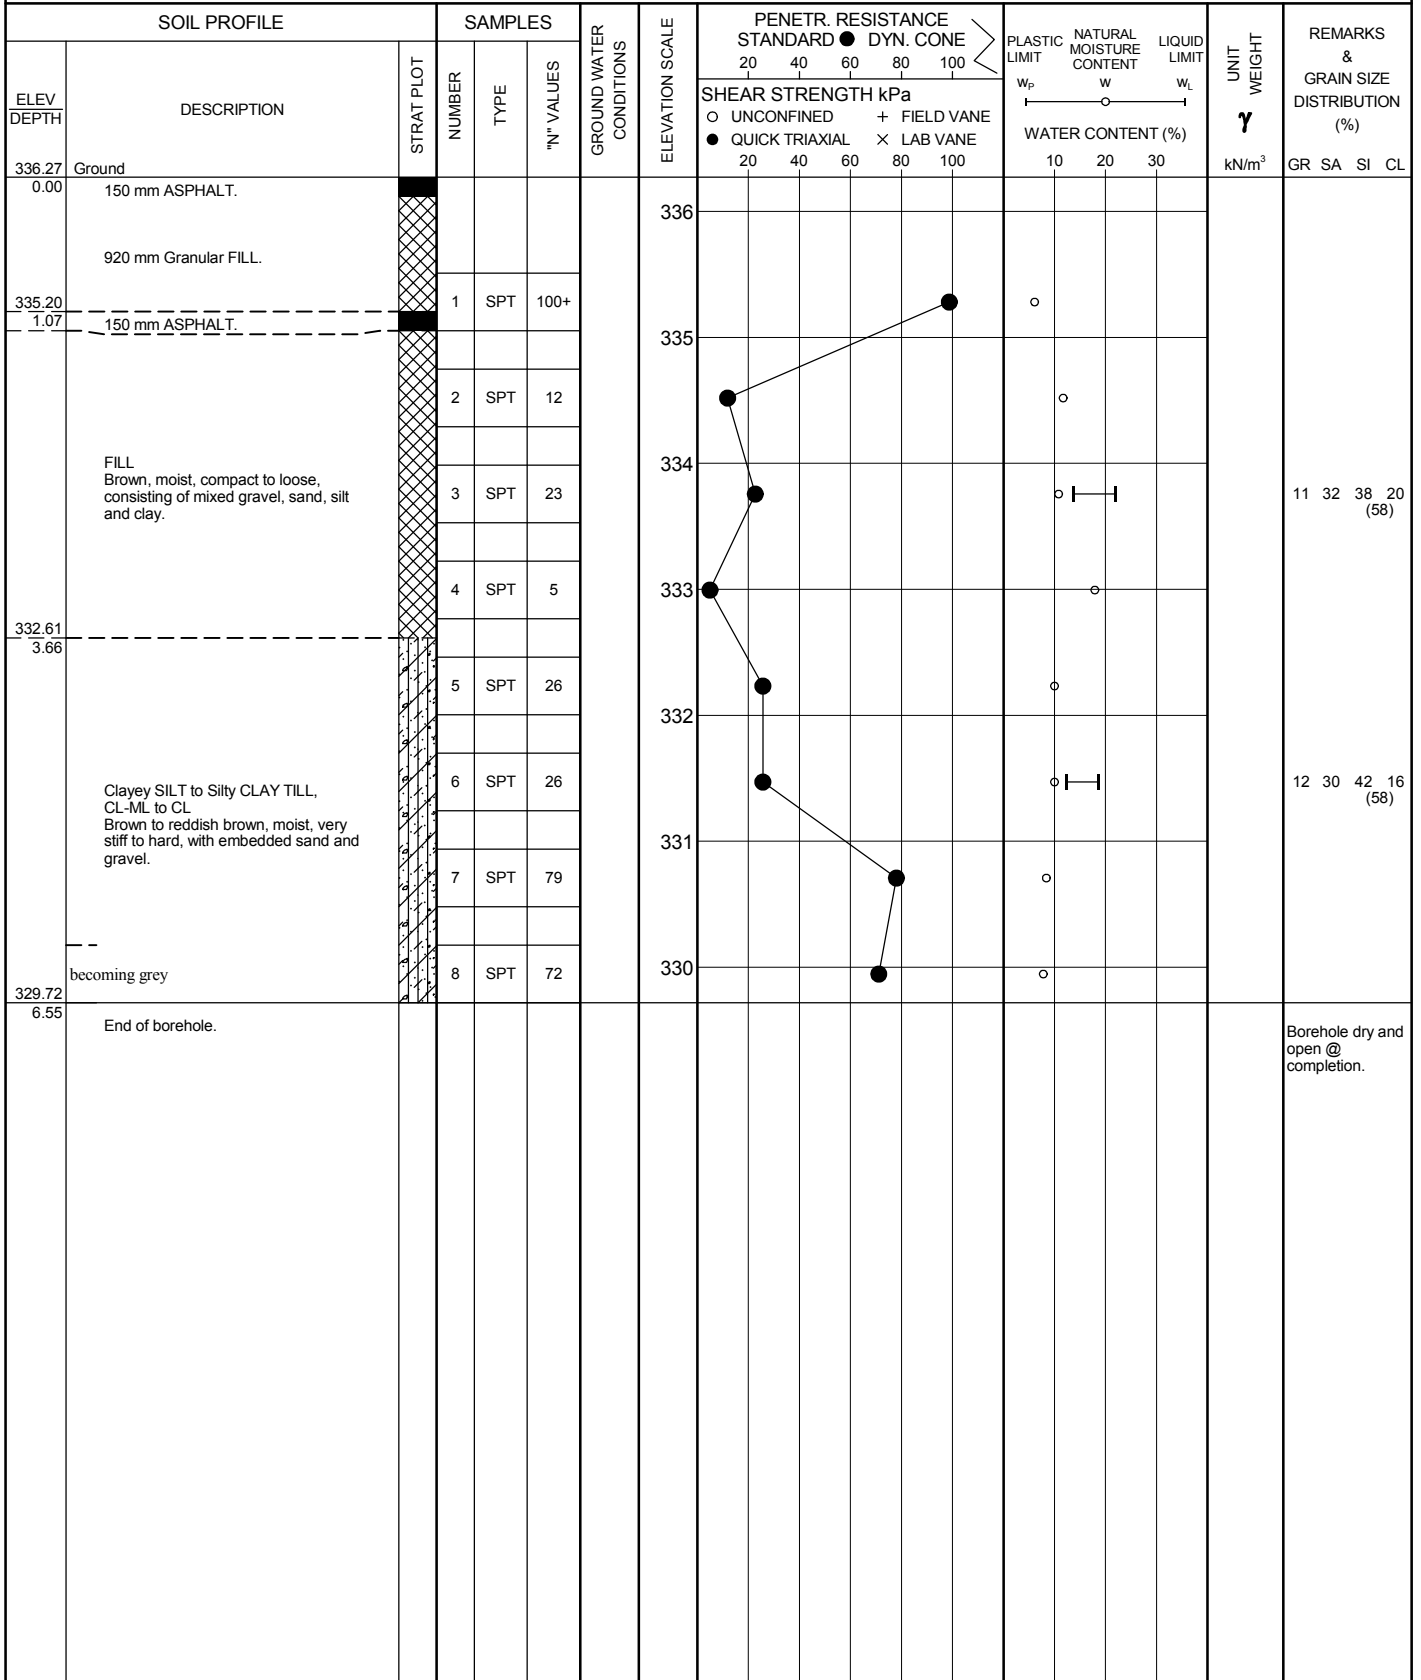 SOIL PROFILE
SAMPLES
GROUND WATER
CONDITIONS
ELEVATION SCALE
PENETR. RESISTANCE
STANDARD ● DYN. CONE
20 40 60 80 100
SHEAR STRENGTH kPa
○ UNCONFINED + FIELD VANE
● QUICK TRIAXIAL × LAB VANE
20 40 60 80 100
PLASTIC
LIMIT
NATURAL
MOISTURE
CONTENT
LIQUID
LIMIT
WP W WL
WATER CONTENT (%)
10 20 30
UNIT
WEIGHT
γ
kN/m³
REMARKS
&
GRAIN SIZE
DISTRIBUTION
(%)
GR SA SI CL
ELEV
DEPTH
DESCRIPTION
STRAT PLOT
NUMBER
TYPE
"N" VALUES
336.27 Ground
0.00 150 mm ASPHALT.
336
920 mm Granular FILL.
335.20 1 SPT 100+
1.07 150 mm ASPHALT.
335
2 SPT 12
334
FILL
Brown, moist, compact to loose,
consisting of mixed gravel, sand, silt
and clay.
3 SPT 23 11 32 38 20
(58)
4 SPT 5 333
332.61
3.66
5 SPT 26
332
6 SPT 26 12 30 42 16
(58)
Clayey SILT to Silty CLAY TILL,
CL-ML to CL
Brown to reddish brown, moist, very
stiff to hard, with embedded sand and
gravel.
331
7 SPT 79
becoming grey 8 SPT 72 330
329.72
6.55
End of borehole.
Borehole dry and
open @
completion.